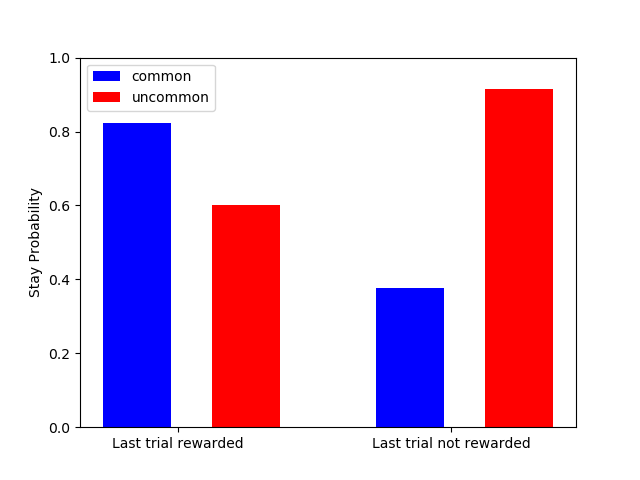 common
uncommon
1.0
0.8
0.6
0.4
0.2
0.0
Stay Probability
Last trial rewarded
Last trial not rewarded